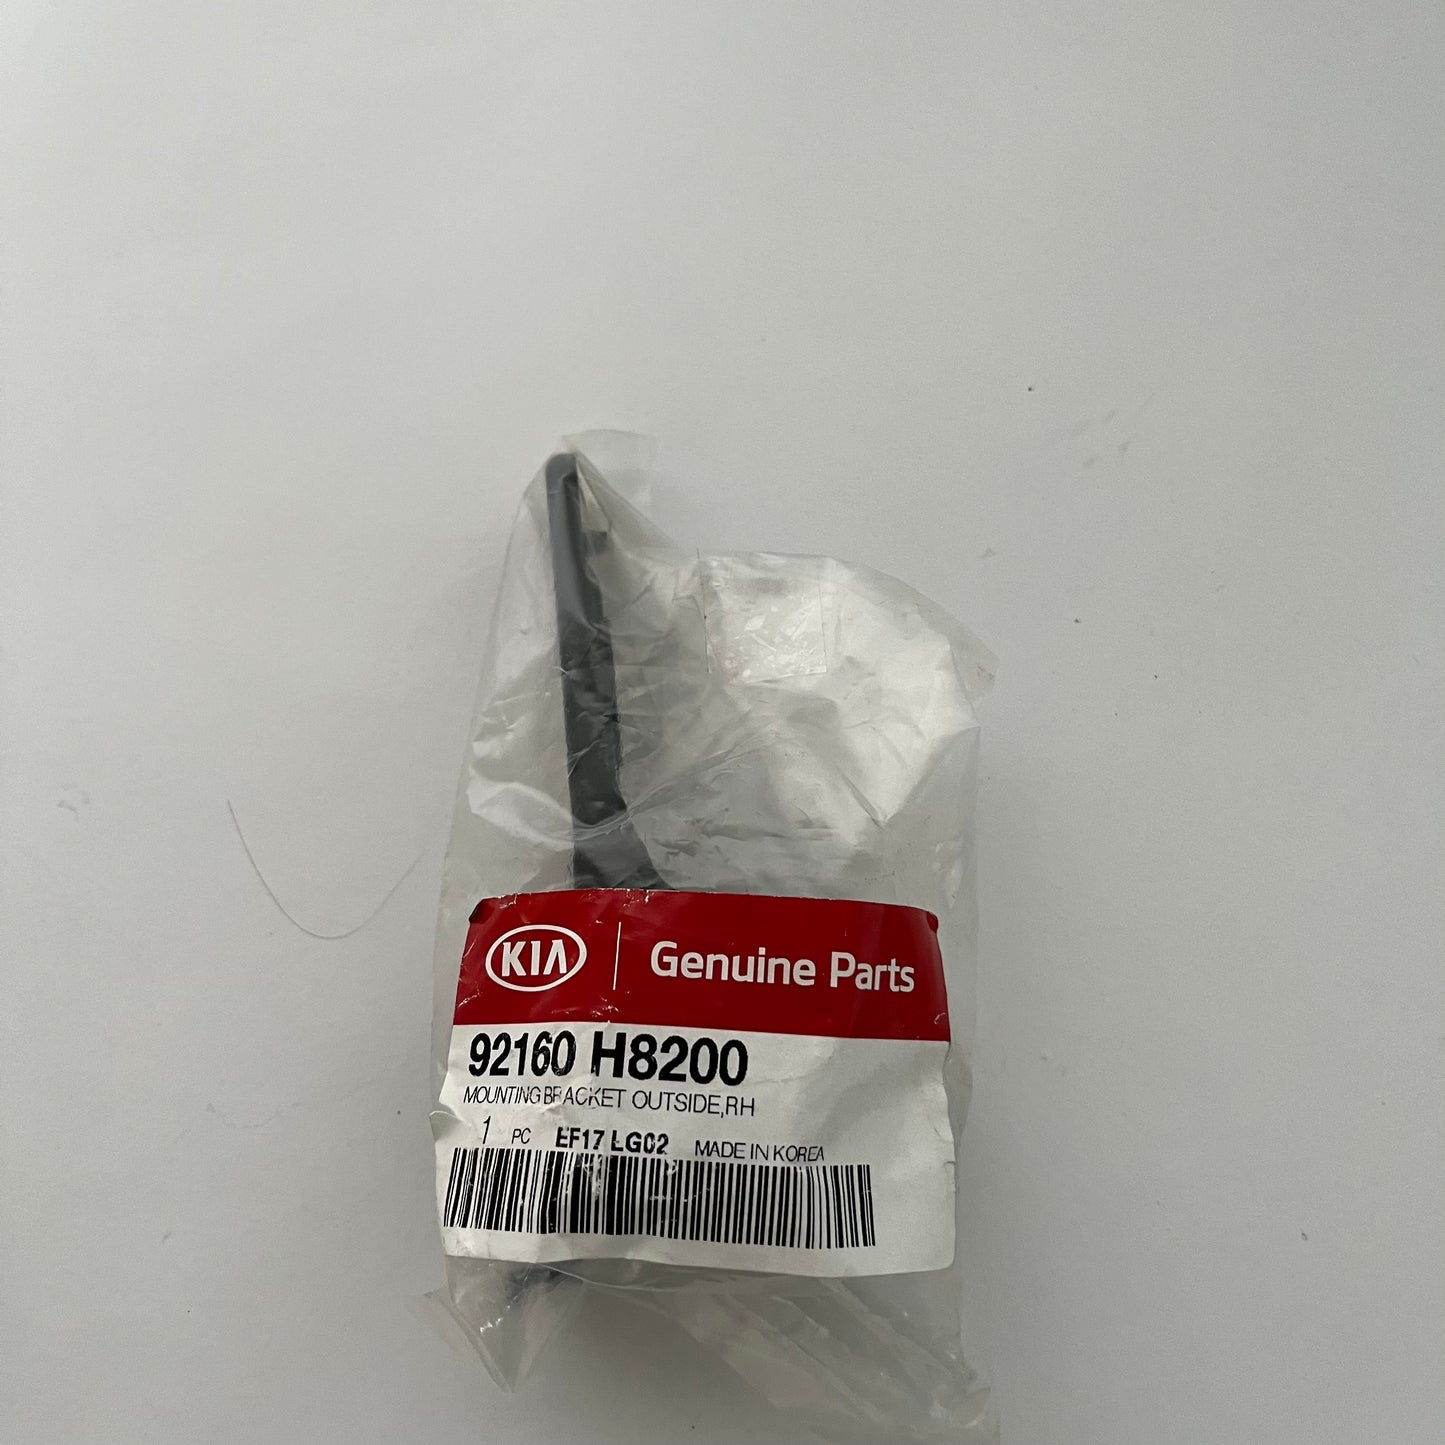 KIA Genuine Parts
92160 H8200
MOUNTING BRACKET OUTSIDE,RH
1 PC EF17 LG02 MADE IN KOREA